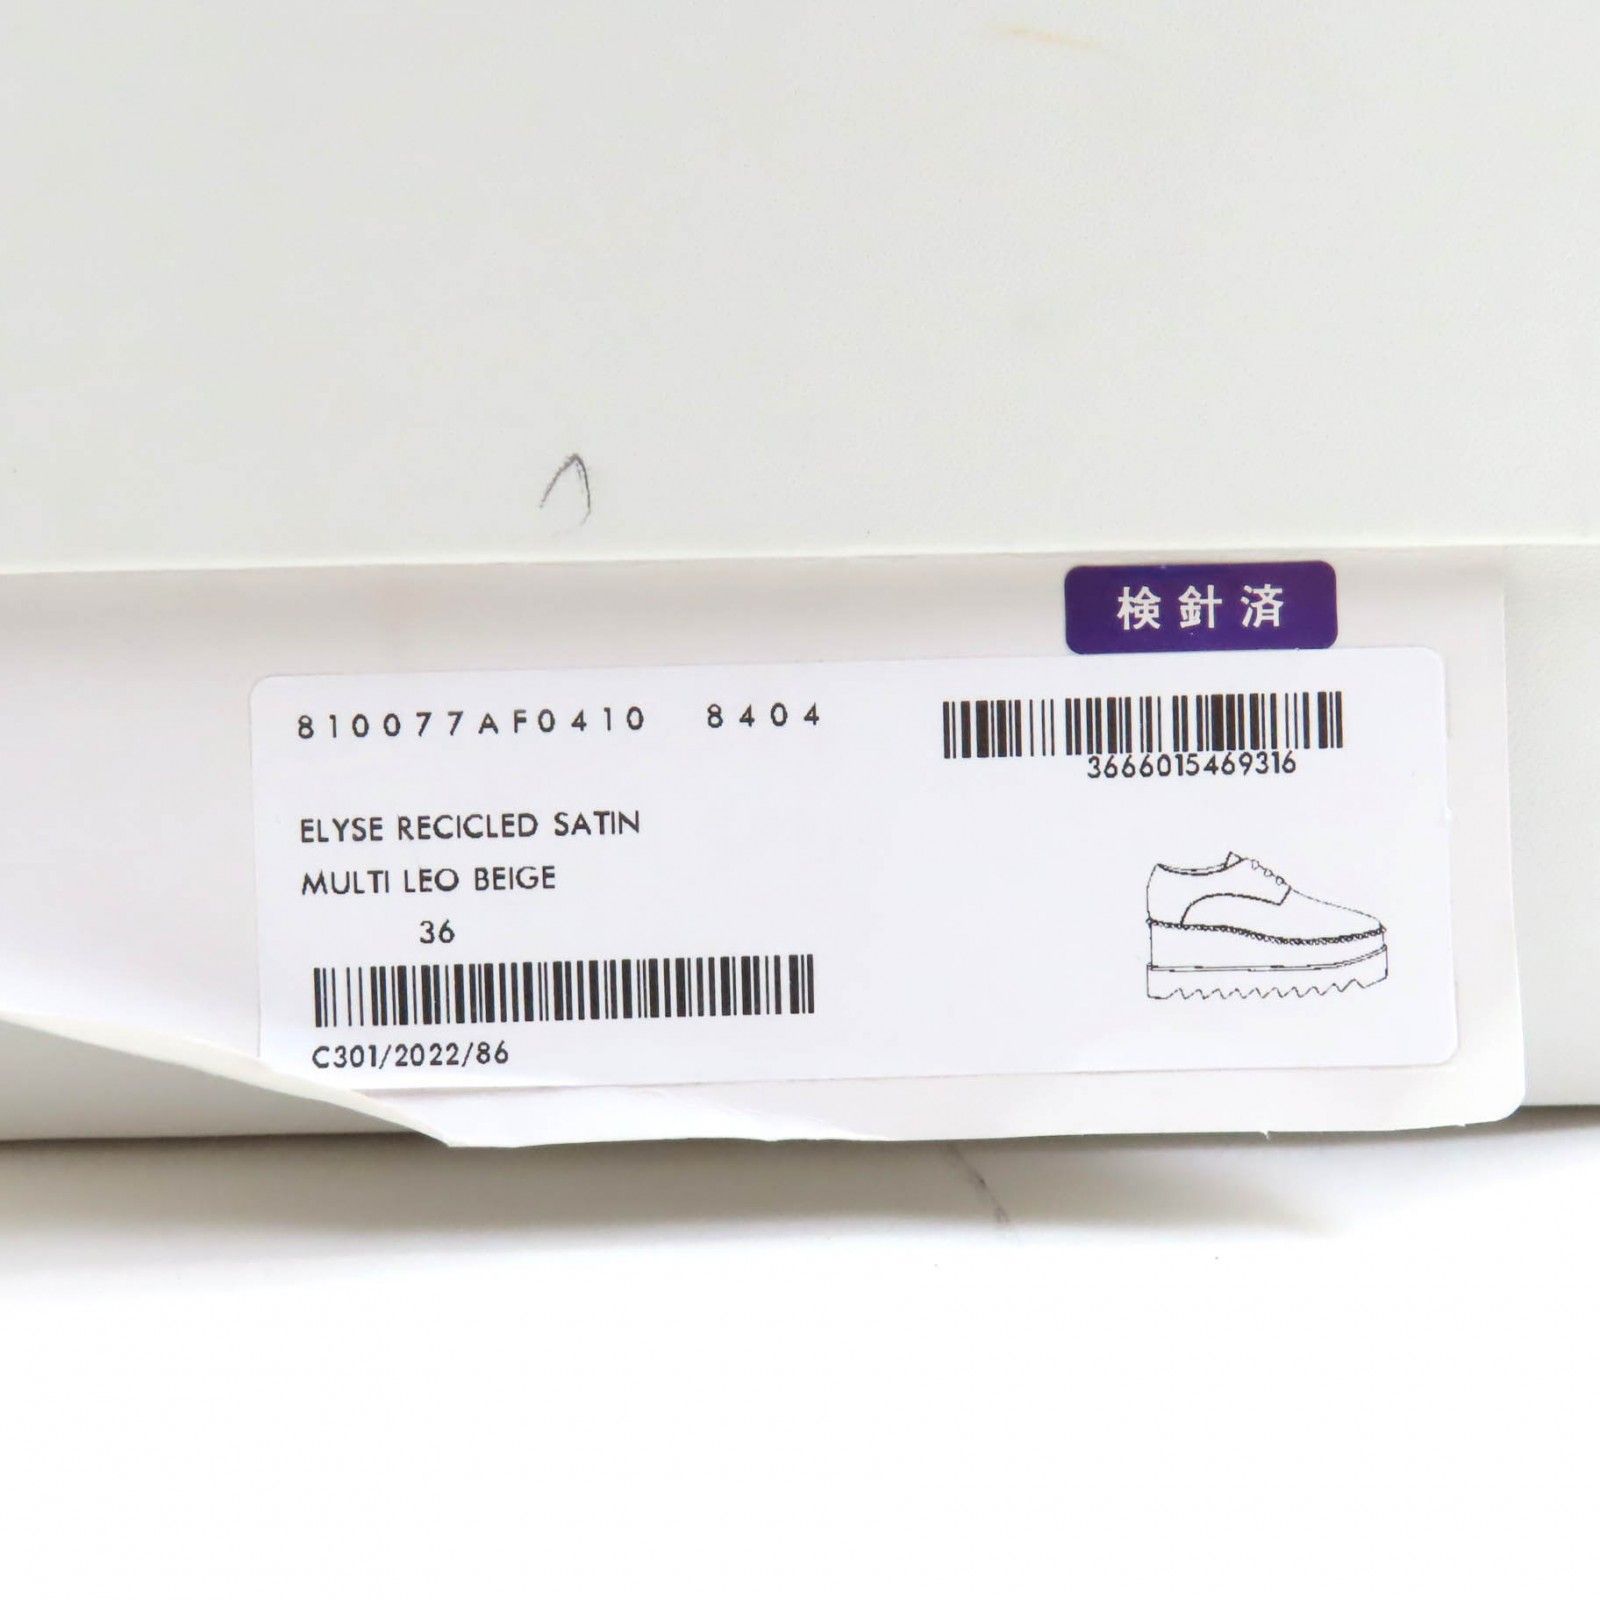 検針済
810077AF0410 8404
3666015469316
ELYSE RECICLED SATIN
MULTI LEO BEIGE
36
C301/2022/86